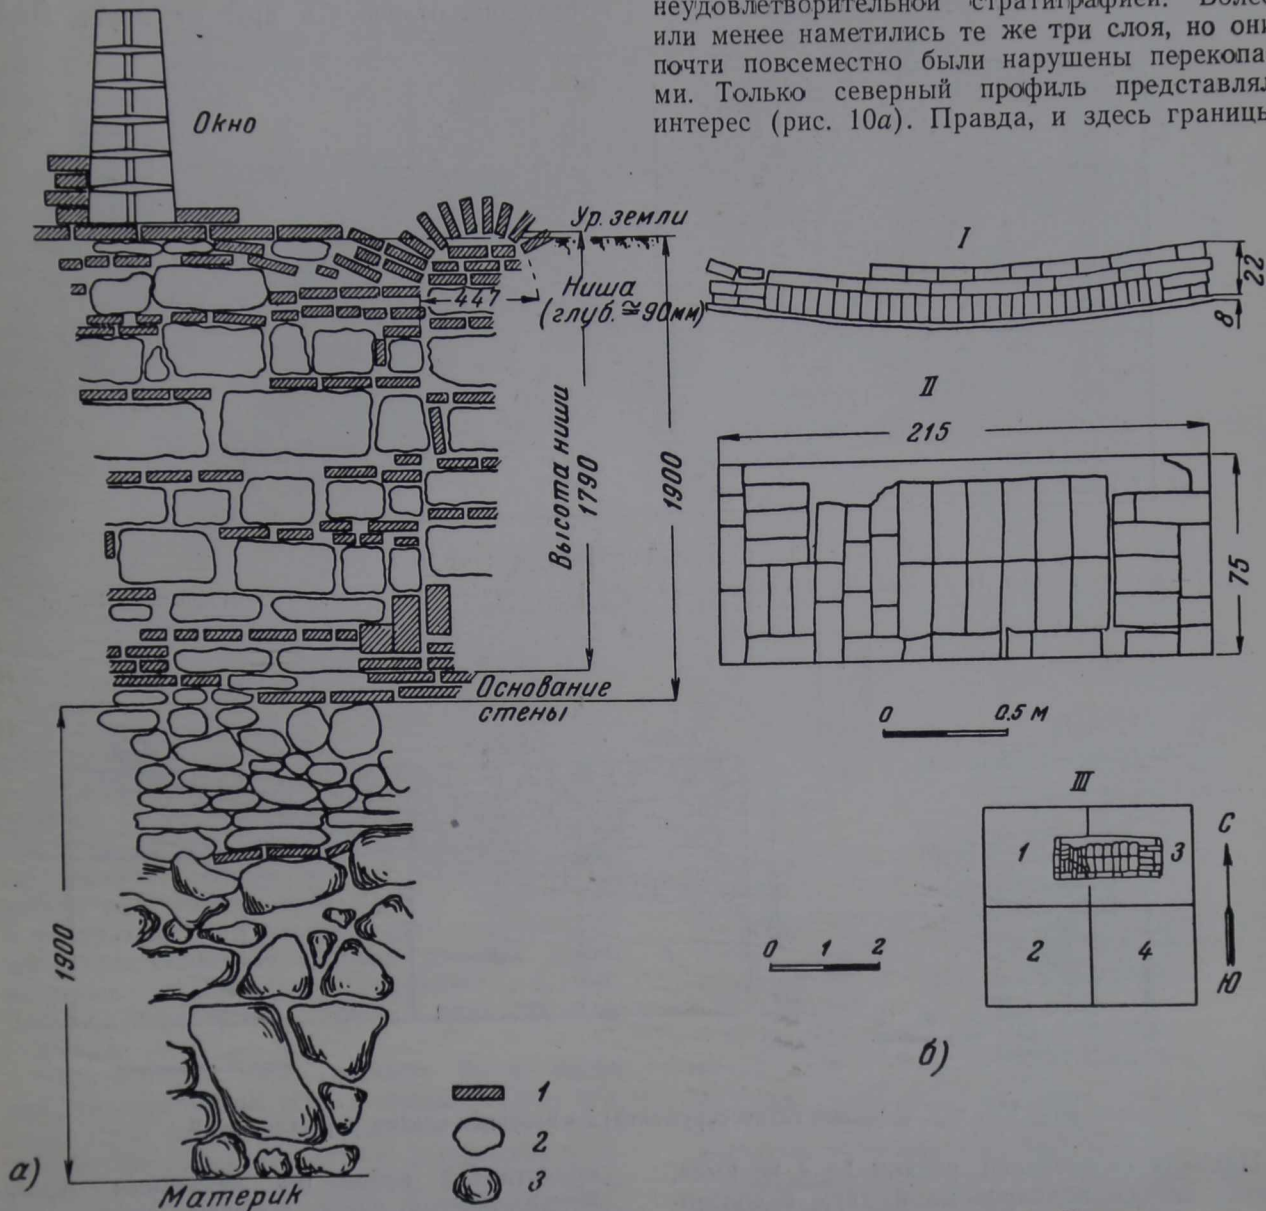 неудовлетворительной стратиграфией. Более
или менее наметились те же три слоя, но они
почти повсеместно были нарушены перекопа-
ми. Только северный профиль представлял
интерес (рис. 10а). Правда, и здесь границы
Окно
Ур. земли
447
Ниша
(глуб. ≅90мм)
Высота ниши
1790
1900
Основание
стены
1900
Материк
1
2
3
а)
I
22
8
II
215
75
0 0.5 м
III
1
3
2
4
С
Ю
0 1 2
б)